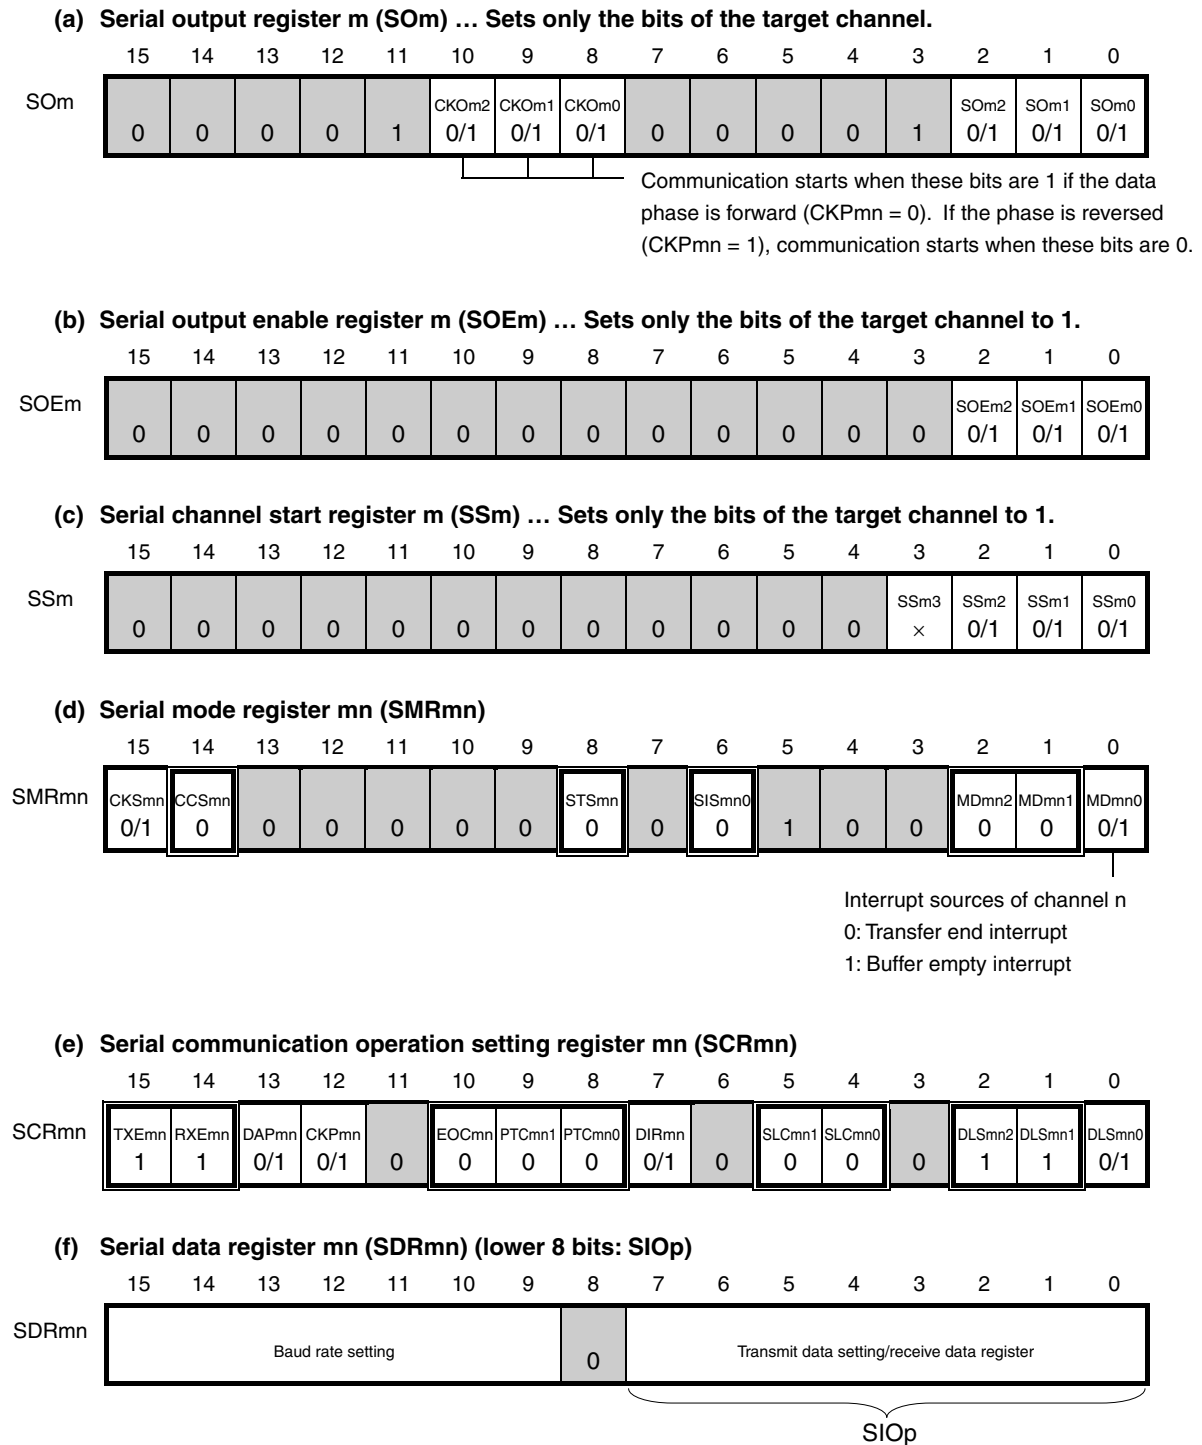 (a) Serial output register m (SOm) … Sets only the bits of the target channel.
15 14 13 12 11 10 9 8 7 6 5 4 3 2 1 0
SOm
CKOm2 CKOm1 CKOm0 SOm2 SOm1 SOm0
0 0 0 0 1 0/1 0/1 0/1 0 0 0 0 1 0/1 0/1 0/1
Communication starts when these bits are 1 if the data
phase is forward (CKPmn = 0). If the phase is reversed
(CKPmn = 1), communication starts when these bits are 0.
(b) Serial output enable register m (SOEm) … Sets only the bits of the target channel to 1.
15 14 13 12 11 10 9 8 7 6 5 4 3 2 1 0
SOEm
SOEm2 SOEm1 SOEm0
0 0 0 0 0 0 0 0 0 0 0 0 0 0/1 0/1 0/1
(c) Serial channel start register m (SSm) … Sets only the bits of the target channel to 1.
15 14 13 12 11 10 9 8 7 6 5 4 3 2 1 0
SSm
SSm3 SSm2 SSm1 SSm0
0 0 0 0 0 0 0 0 0 0 0 0 × 0/1 0/1 0/1
(d) Serial mode register mn (SMRmn)
15 14 13 12 11 10 9 8 7 6 5 4 3 2 1 0
SMRmn
CKSmn CCSmn STSmn SISmn0 MDmn2 MDmn1 MDmn0
0/1 0 0 0 0 0 0 0 0 0 1 0 0 0 0 0/1
Interrupt sources of channel n
0: Transfer end interrupt
1: Buffer empty interrupt
(e) Serial communication operation setting register mn (SCRmn)
15 14 13 12 11 10 9 8 7 6 5 4 3 2 1 0
SCRmn
TXEmn RXEmn DAPmn CKPmn EOCmn PTCmn1 PTCmn0 DIRmn SLCmn1 SLCmn0 DLSmn2 DLSmn1 DLSmn0
1 1 0/1 0/1 0 0 0 0 0/1 0 0 0 0 1 1 0/1
(f) Serial data register mn (SDRmn) (lower 8 bits: SIOp)
15 14 13 12 11 10 9 8 7 6 5 4 3 2 1 0
SDRmn
Baud rate setting 0 Transmit data setting/receive data register
SIOp